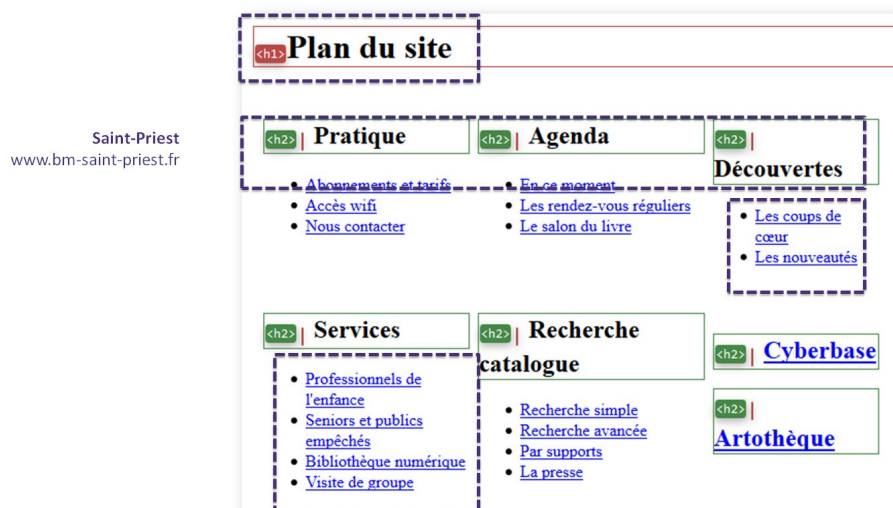 Saint-Priest
www.bm-saint-priest.fr
<h1> Plan du site
<h2> | Pratique
Abonnements et tarifs
Accès wifi
Nous contacter
<h2> | Agenda
En ce moment
Les rendez-vous réguliers
Le salon du livre
<h2> |
Découvertes
Les coups de
cœur
Les nouveautés
<h2> | Services
Professionnels de
l'enfance
Seniors et publics
empêchés
Bibliothèque numérique
Visite de groupe
<h2> | Recherche
catalogue
Recherche simple
Recherche avancée
Par supports
La presse
<h2> | Cyberbase
<h2> |
Artothèque